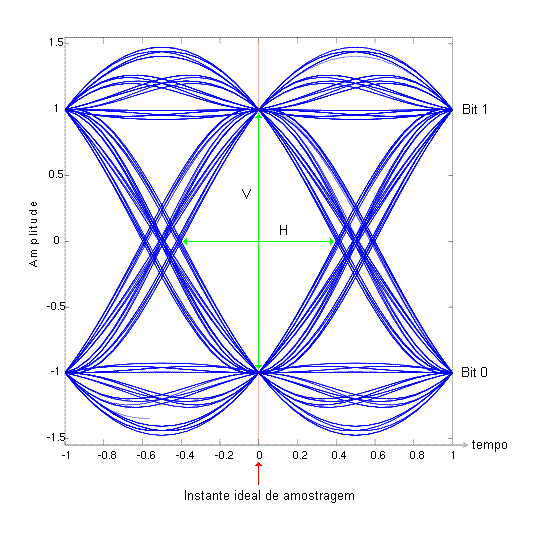 1.5
1 Bit 1
0.5
V
H
0
Amplitude
-0.5
-1 Bit 0
-1.5
tempo
-1 -0.8 -0.6 -0.4 -0.2 0 0.2 0.4 0.6 0.8 1
Instante ideal de amostragem